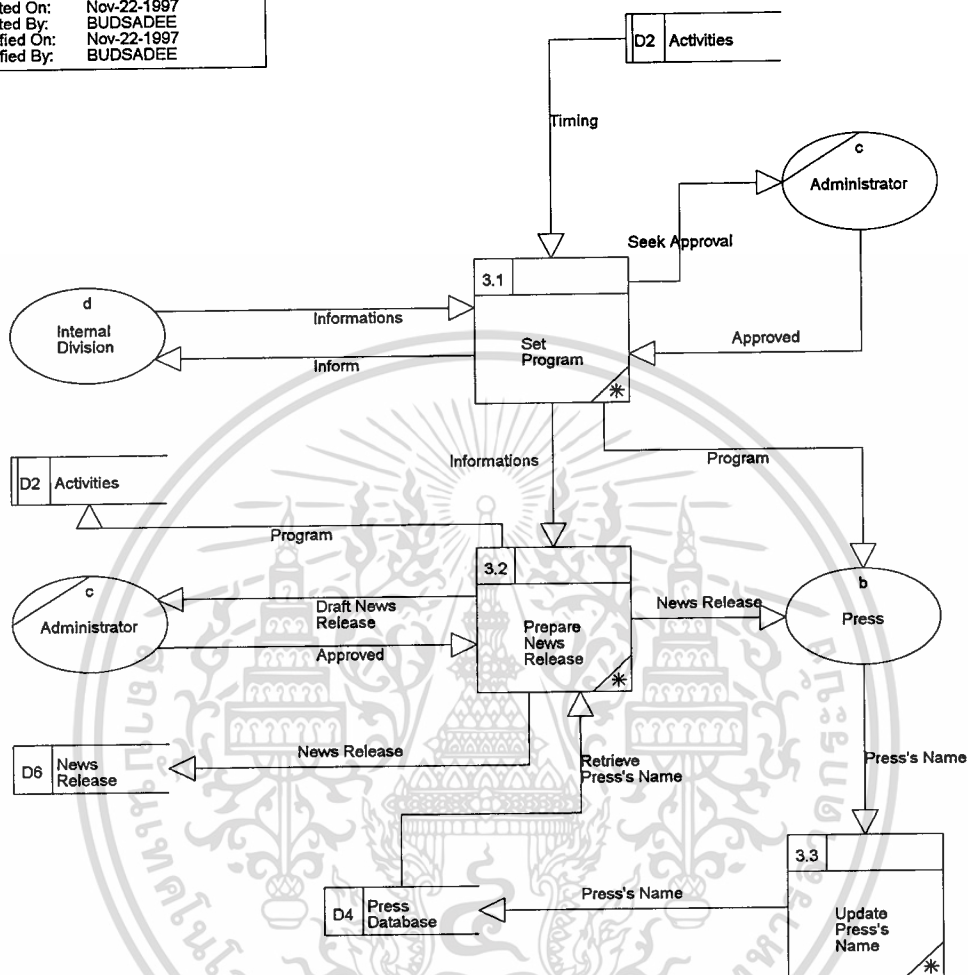 ted On: Nov-22-1997
ted By: BUDSADEE
fied On: Nov-22-1997
fied By: BUDSADEE
D2 Activities
Timing
c
Administrator
Seek Approval
3.1
d
Internal
Division
Informations
Set
Program
Approved
Inform
*
Informations
Program
D2 Activities
Program
3.2
c
Administrator
Draft News
Release
Approved
Prepare
News
Release
*
News Release
b
Press
D6 News
Release
News Release
Retrieve
Press's Name
Press's Name
3.3
D4 Press
Database
Press's Name
Update
Press's
Name
*